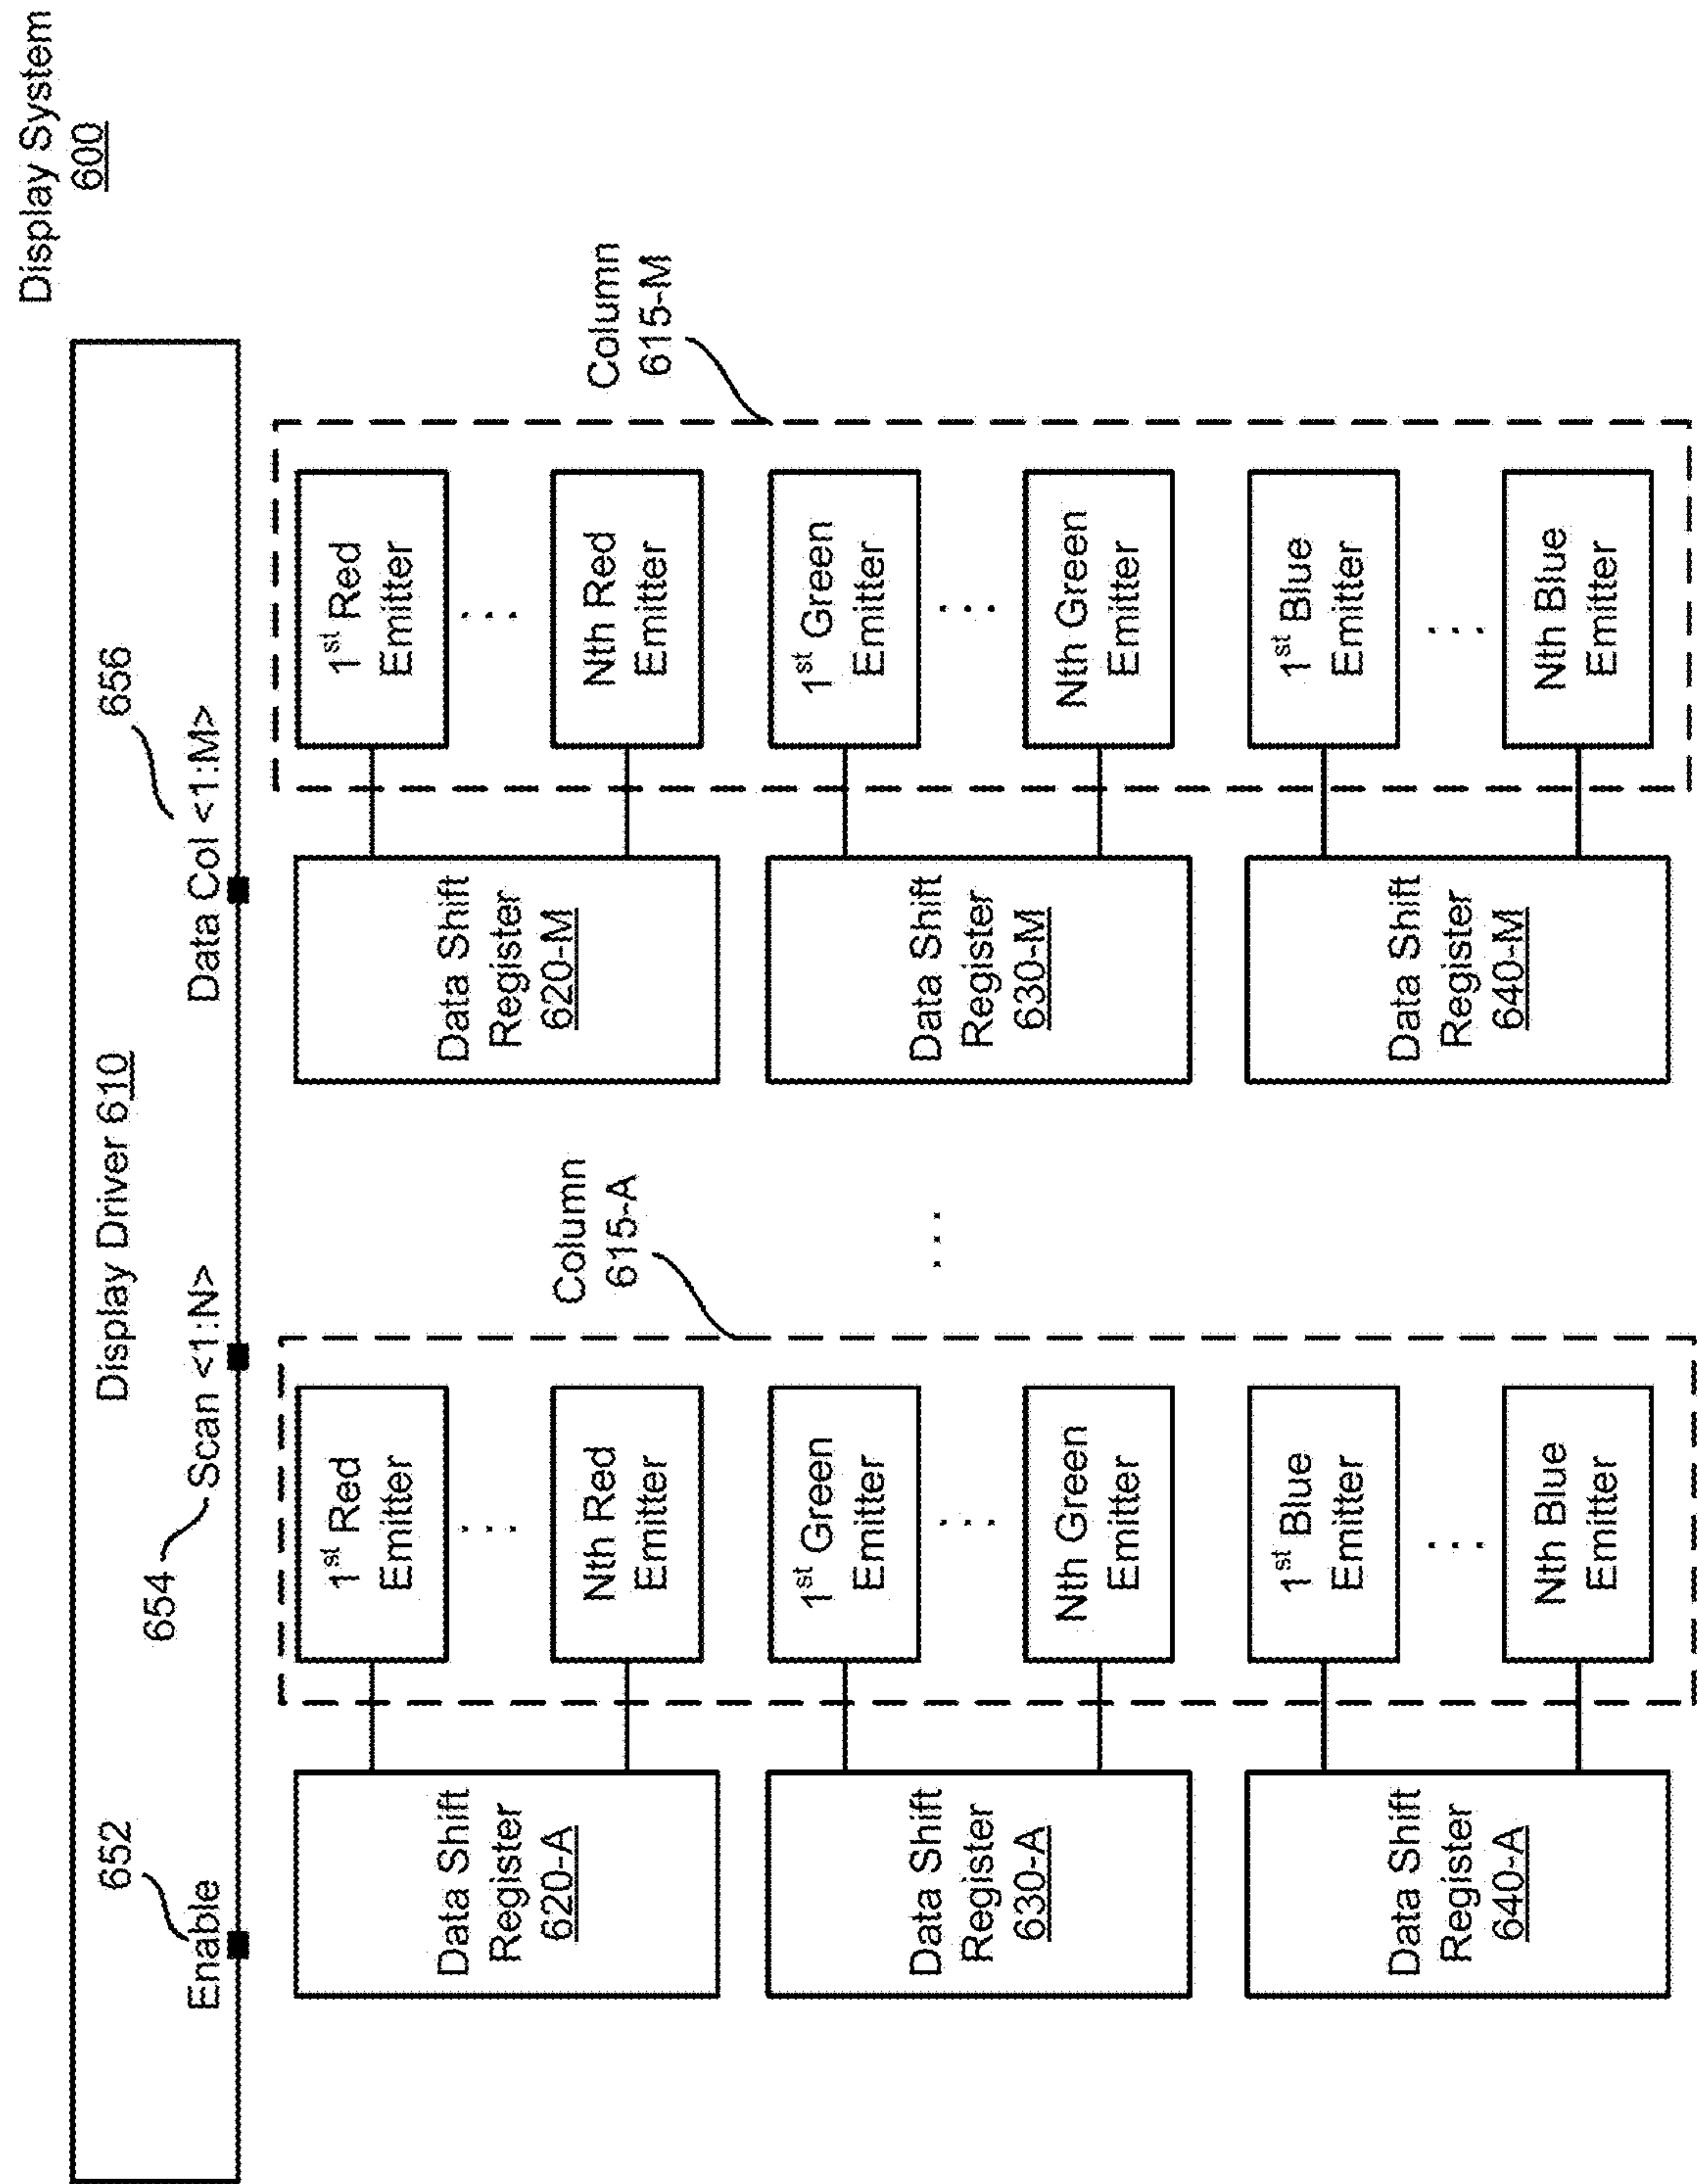 Display System
600
Display Driver 610
652
654
656
Enable
Scan <1:N>
Data Col <1:M>
Column
615-A
Column
615-M
Data Shift
Register
620-A
1st Red
Emitter
. . .
Nth Red
Emitter
Data Shift
Register
630-A
1st Green
Emitter
. . .
Nth Green
Emitter
Data Shift
Register
640-A
1st Blue
Emitter
. . .
Nth Blue
Emitter
. . .
Data Shift
Register
620-M
1st Red
Emitter
. . .
Nth Red
Emitter
Data Shift
Register
630-M
1st Green
Emitter
. . .
Nth Green
Emitter
Data Shift
Register
640-M
1st Blue
Emitter
. . .
Nth Blue
Emitter